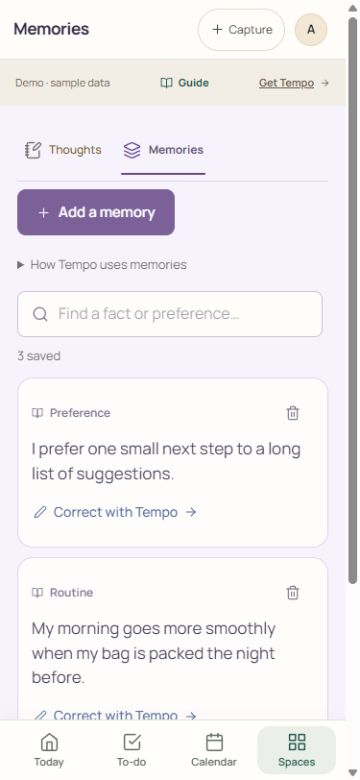 Memories
+ Capture
A
Demo · sample data
Guide
Get Tempo →
Thoughts
Memories
+ Add a memory
▶ How Tempo uses memories
Find a fact or preference...
3 saved
Preference
I prefer one small next step to a long
list of suggestions.
Correct with Tempo →
Routine
My morning goes more smoothly
when my bag is packed the night
before.
Correct with Tempo →
Today
To-do
Calendar
Spaces